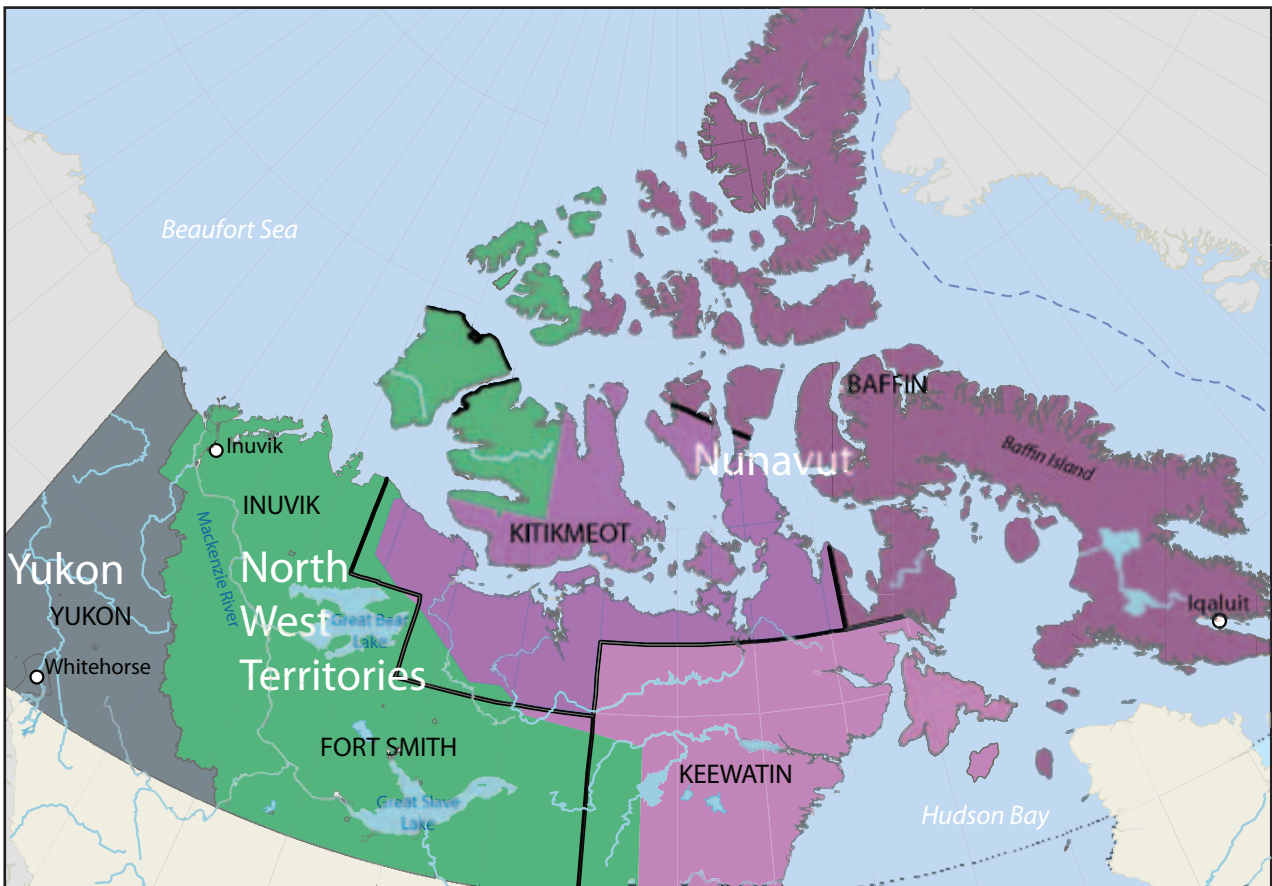 Beaufort Sea
BAFFIN
Baffin Island
Inuvik
Nunavut
INUVIK
KITIKMEOT
Mackenzie River
Yukon
North
West
Territories
Great Bear
Lake
YUKON
Iqaluit
Whitehorse
FORT SMITH
KEEWATIN
Great Slave
Lake
Hudson Bay